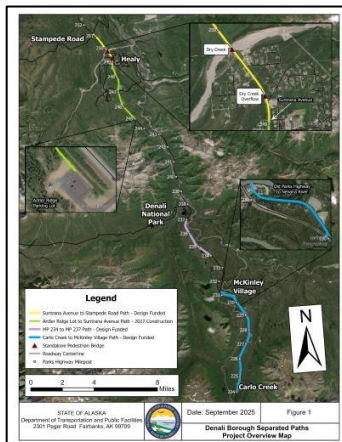 Stampede Road
Healy
Dry Creek
Dry Creek
Overflow
Suntrana Avenue
Antler Ridge
Parking Lot
Old Parks Highway
to Nenana River
Denali
National
Park
McKinley
Village
Carlo Creek
Legend
Suntrana Avenue to Stampede Road Path - Design Funded
Antler Ridge Lot to Suntrana Avenue Path - 2027 Construction
MP 234 to MP 237 Path - Design Funded
Carlo Creek to McKinley Village Path - Design Funded
Standalone Pedestrian Bridge
Roadway Centerline
Parks Highway Milepost
0 2 4 8
Miles
N
STATE OF ALASKA
Department of Transportation and Public Facilities
2301 Peger Road Fairbanks, AK 99709
Date: September 2025
Figure 1
Denali Borough Separated Paths
Project Overview Map